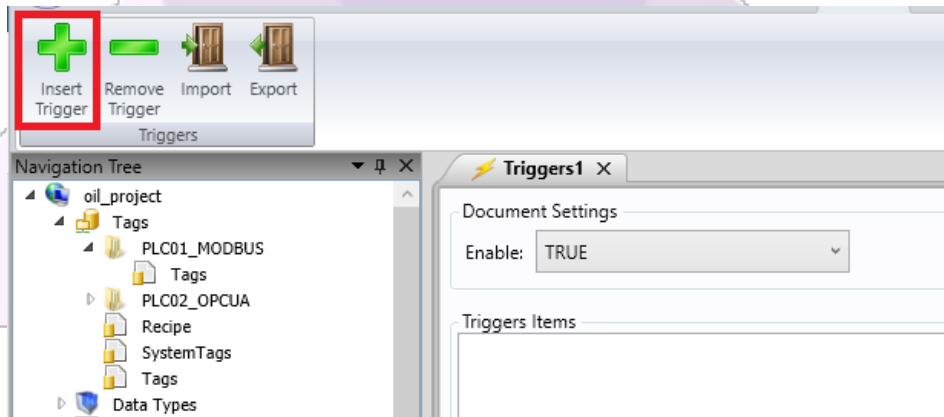 Insert Trigger
Remove Trigger
Import
Export
Triggers
Navigation Tree
Triggers1
oil_project
Tags
PLC01_MODBUS
Tags
PLC02_OPCUA
Recipe
SystemTags
Tags
Data Types
Document Settings
Enable: TRUE
Triggers Items